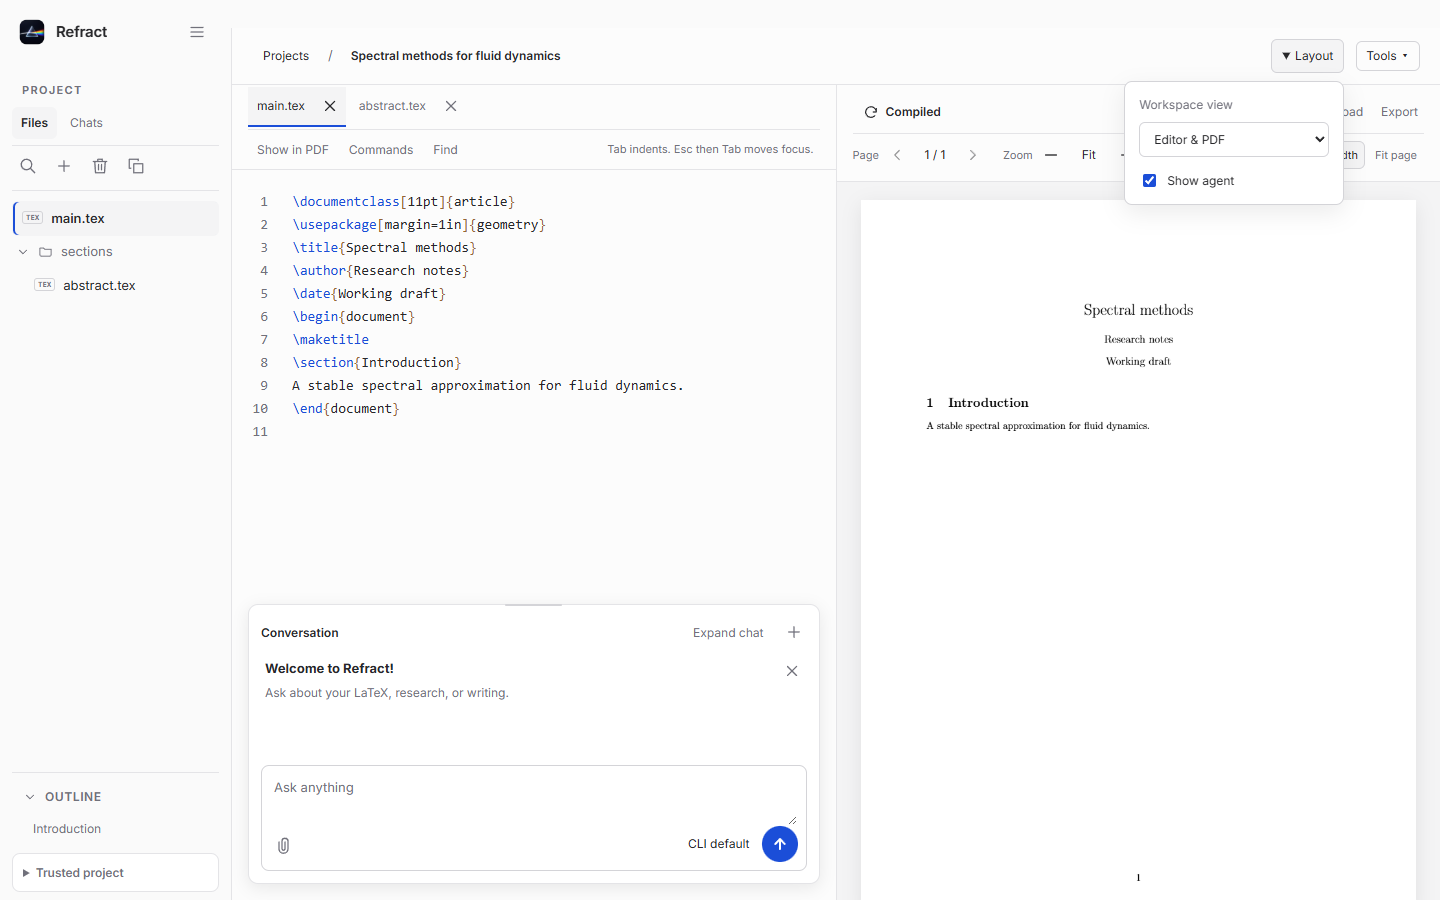 Refract
PROJECT
Files Chats
TEX main.tex
sections
TEX abstract.tex
OUTLINE
Introduction
Trusted project
Projects / Spectral methods for fluid dynamics
Layout Tools
main.tex abstract.tex
Show in PDF Commands Find Tab indents. Esc then Tab moves focus.
1 \documentclass[11pt]{article}
2 \usepackage[margin=1in]{geometry}
3 \title{Spectral methods}
4 \author{Research notes}
5 \date{Working draft}
6 \begin{document}
7 \maketitle
8 \section{Introduction}
9 A stable spectral approximation for fluid dynamics.
10 \end{document}
11
Conversation Expand chat
Welcome to Refract!
Ask about your LaTeX, research, or writing.
Ask anything
CLI default
Workspace view
Editor & PDF
Show agent
Compiled Export
Page 1 / 1 Zoom Fit Fit page
Spectral methods
Research notes
Working draft
1 Introduction
A stable spectral approximation for fluid dynamics.
1